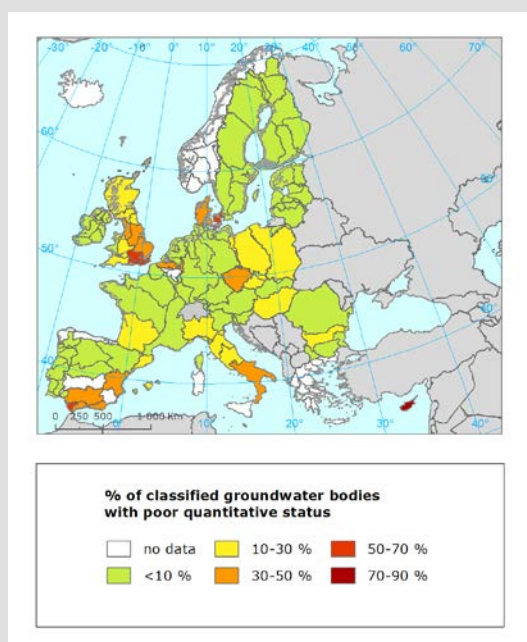 -30° -20° -10° 0° 10° 20° 30° 40° 50° 60° 70°
60°
50°
50°
40°
40°
0 250 500 1 000 Km
0° 10° 20° 30° 40°
% of classified groundwater bodies
with poor quantitative status
no data 10-30 % 50-70 %
<10 % 30-50 % 70-90 %